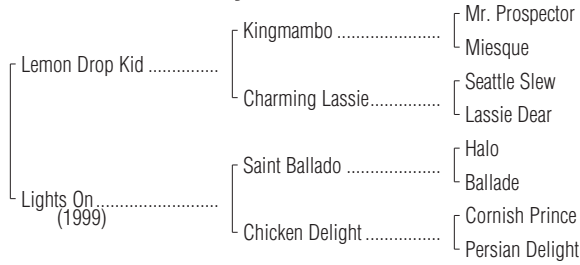 Mr. Prospector
Kingmambo ....................
Miesque
Lemon Drop Kid ...............
Seattle Slew
Charming Lassie...............
Lassie Dear
Halo
Saint Ballado ..................
Ballade
Lights On..........................
(1999)
Cornish Prince
Chicken Delight ................
Persian Delight